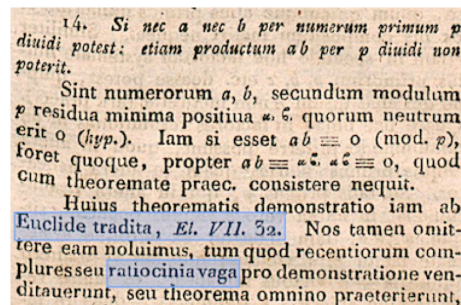 14. Si nec a nec b per numerum primum p
diuidi potest: etiam productum ab per p diuidi non
poterit.
Sint numerorum a, b, secundum modulum
p residua minima positiua α, ϐ, quorum neutrum
erit 0 (hyp.). Iam si esset ab ≡ 0 (mod. p),
foret quoque, propter ab ≡ αϐ, αϐ ≡ 0, quod
cum theoremate praec. consistere nequit.
Huius theorematis demonstratio iam ab
Euclide tradita, El. VII. 32. Nos tamen omit-
tere eam noluimus, tum quod recentiorum com-
plures seu ratiocinia vaga pro demonstratione ven-
ditauerunt, seu theorema omnino praeterierunt,